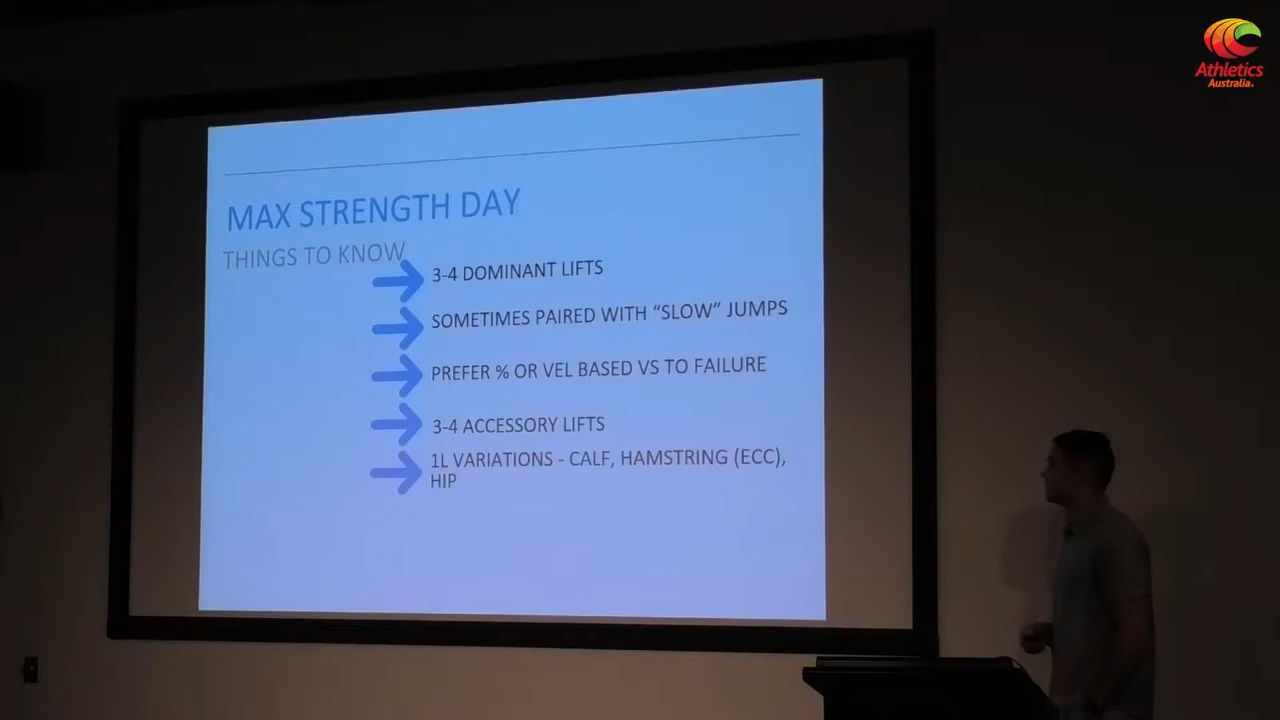 Athletics
Australia
MAX STRENGTH DAY
THINGS TO KNOW
3-4 DOMINANT LIFTS
SOMETIMES PAIRED WITH “SLOW” JUMPS
PREFER % OR VEL BASED VS TO FAILURE
3-4 ACCESSORY LIFTS
1L VARIATIONS - CALF, HAMSTRING (ECC),
HIP